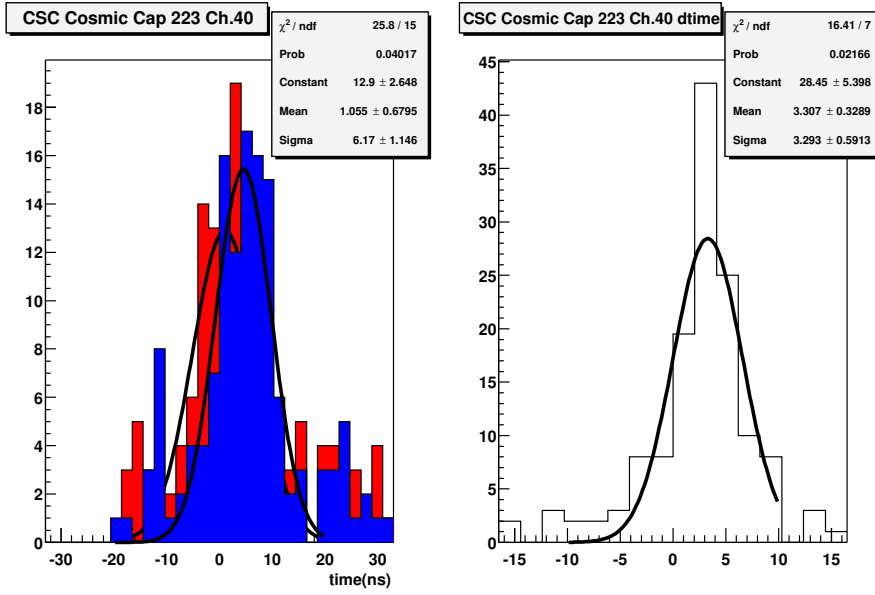 CSC Cosmic Cap 223 Ch.40
χ² / ndf 25.8 / 15
Prob 0.04017
Constant 12.9 ± 2.648
Mean 1.055 ± 0.6795
Sigma 6.17 ± 1.146
18
16
14
12
10
8
6
4
2
0
-30 -20 -10 0 10 20 30
time(ns)
CSC Cosmic Cap 223 Ch.40 dtime
χ² / ndf 16.41 / 7
Prob 0.02166
Constant 28.45 ± 5.398
Mean 3.307 ± 0.3289
Sigma 3.293 ± 0.5913
45
40
35
30
25
20
15
10
5
0
-15 -10 -5 0 5 10 15